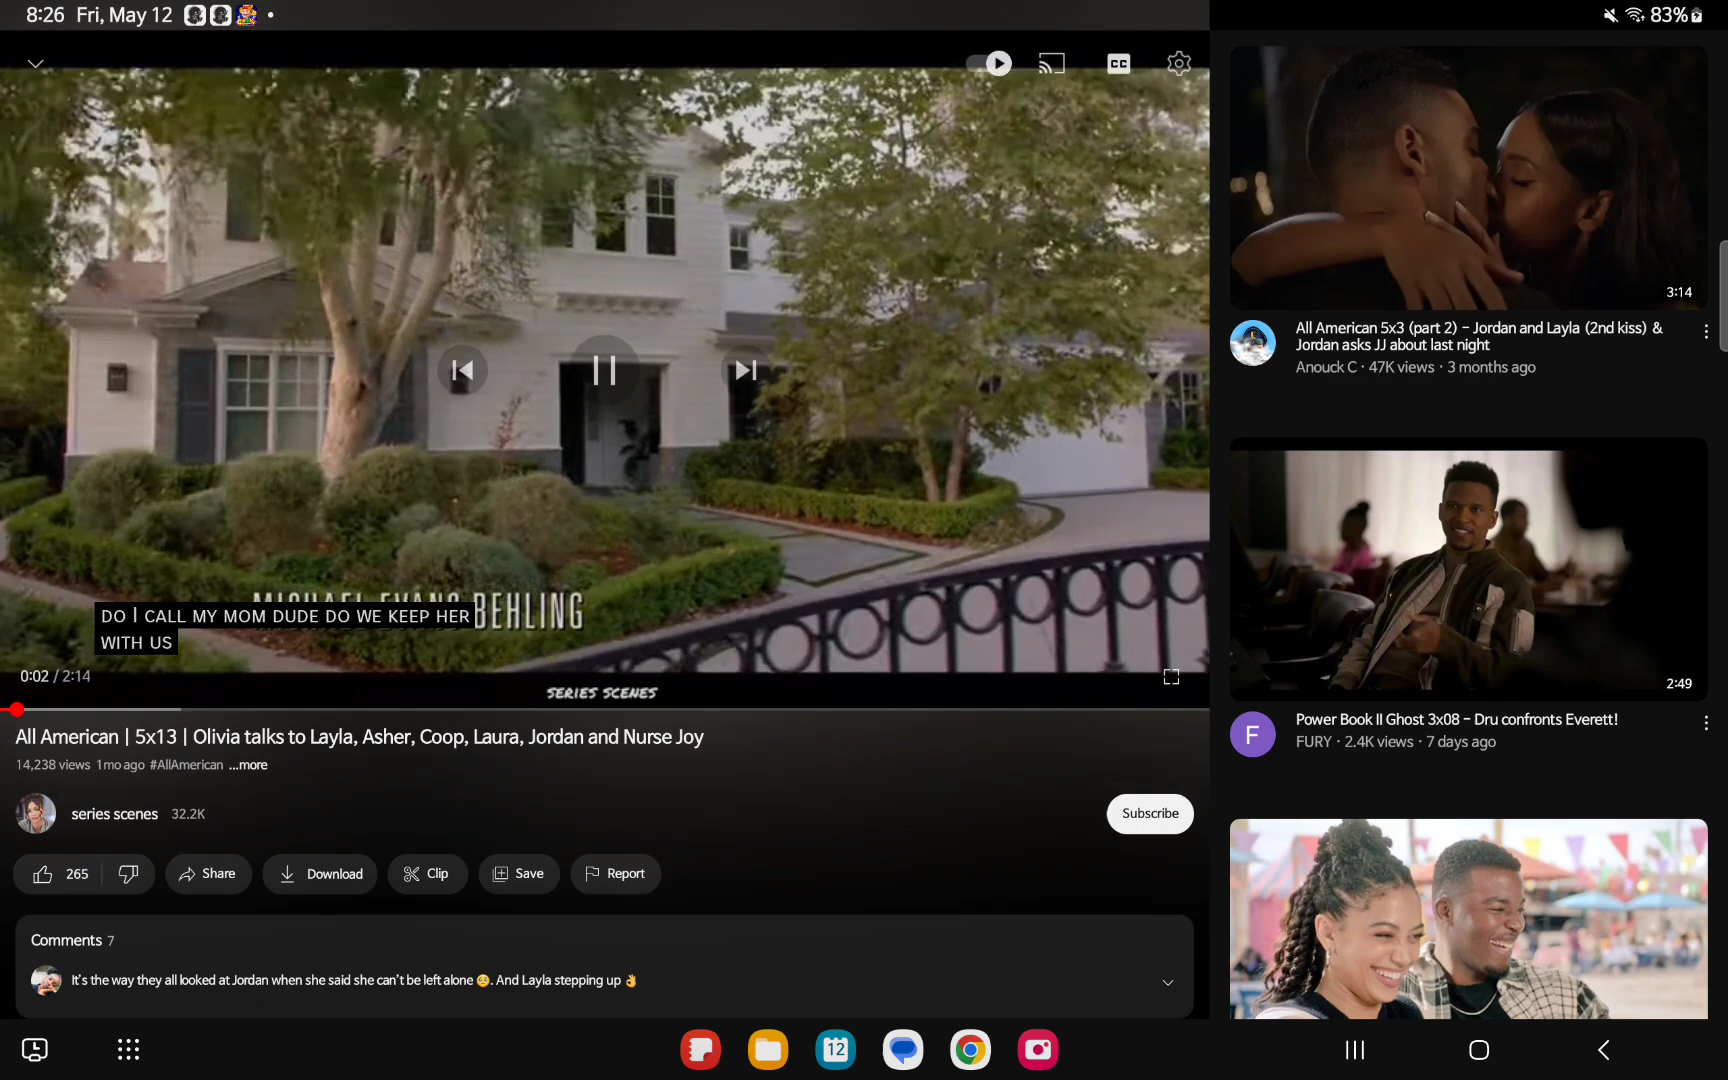 8:26 Fri, May 12
83%
CC
DO I CALL MY MOM DUDE DO WE KEEP HER
WITH US
BEHLING
0:02 / 2:14
SERIES SCENES
All American | 5x13 | Olivia talks to Layla, Asher, Coop, Laura, Jordan and Nurse Joy
14,238 views 1mo ago #AllAmerican ...more
series scenes 32.2K
Subscribe
265
Share
Download
Clip
Save
Report
Comments 7
It's the way they all looked at Jordan when she said she can't be left alone 🥺. And Layla stepping up 👌
3:14
All American 5x3 (part 2) – Jordan and Layla (2nd kiss) &
Jordan asks JJ about last night
Anouck C · 47K views · 3 months ago
2:49
F
Power Book II Ghost 3x08 – Dru confronts Everett!
FURY · 2.4K views · 7 days ago
12